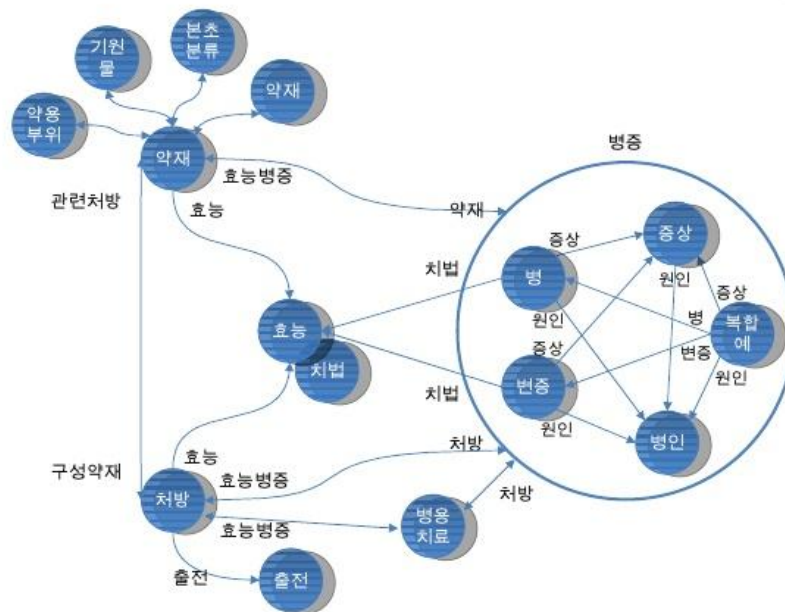 본초
분류
기원
물
약재
약용
부위
약재
병증
효능병증
관련처방
약재
효능
증상
증상
치법
병
원인
증상
효능
원인
병
복합
예
증상
변증
치법
변증
원인
치법
원인
병인
처방
효능
구성약재
효능병증
처방
처방
효능병증
병용
치료
출전
출전